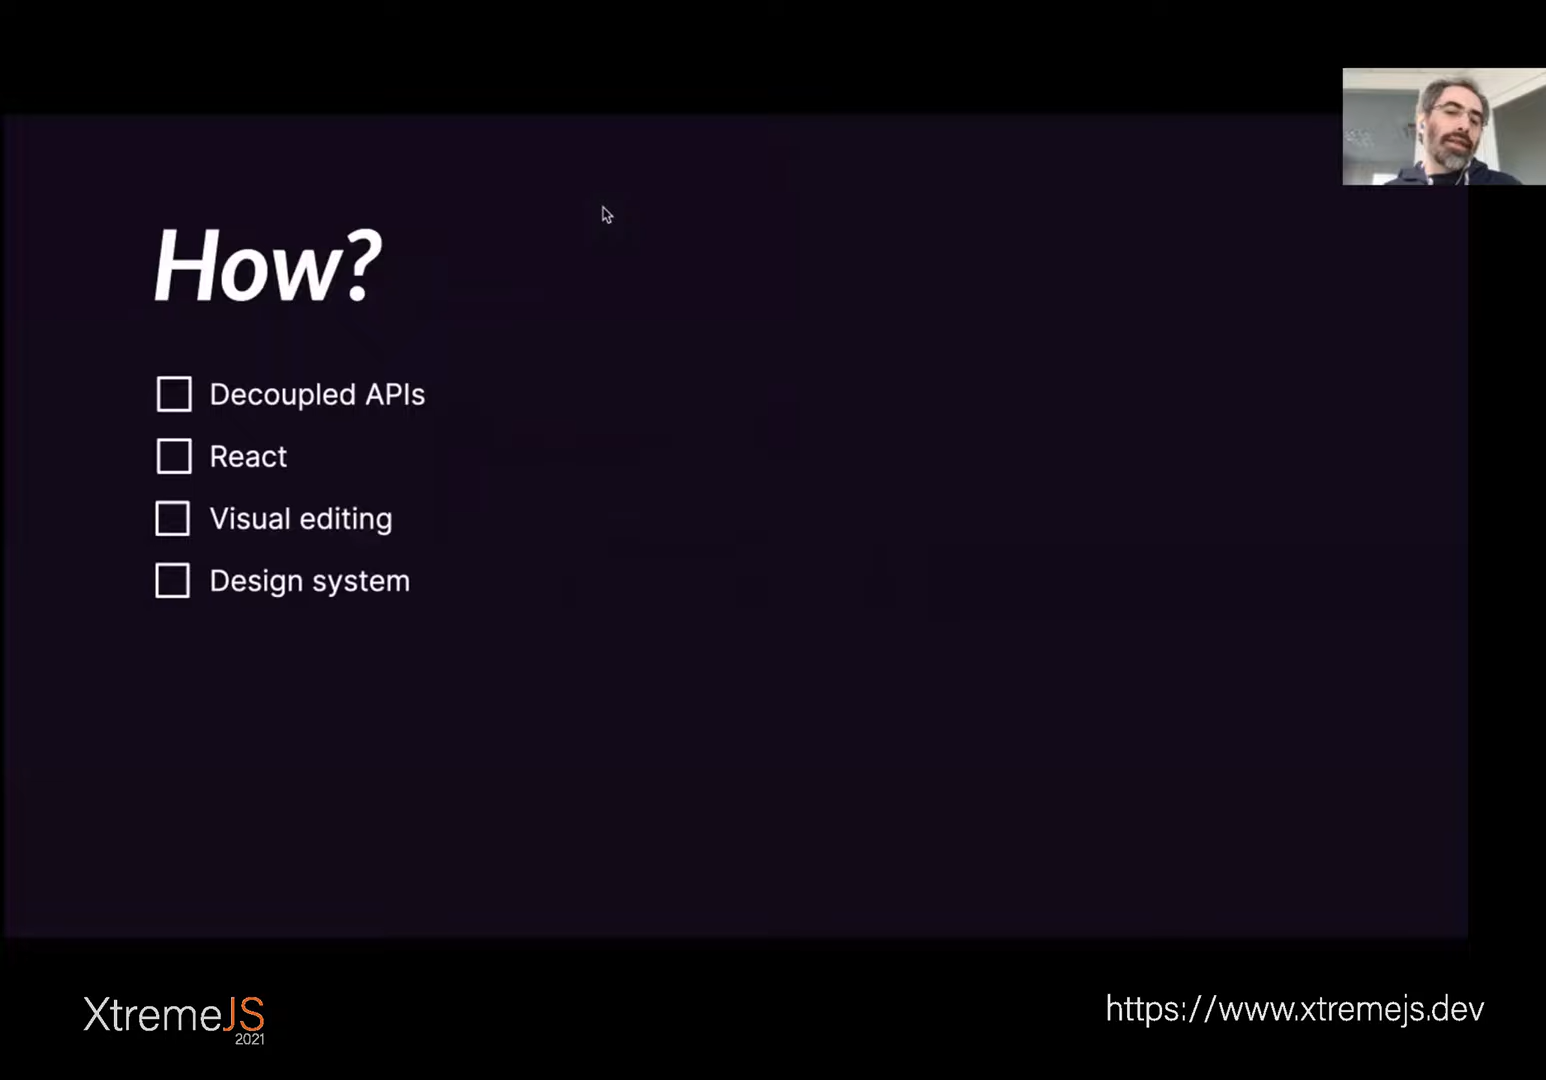 How?
Decoupled APIs
React
Visual editing
Design system
XtremeJS
2021
https://www.xtremejs.dev